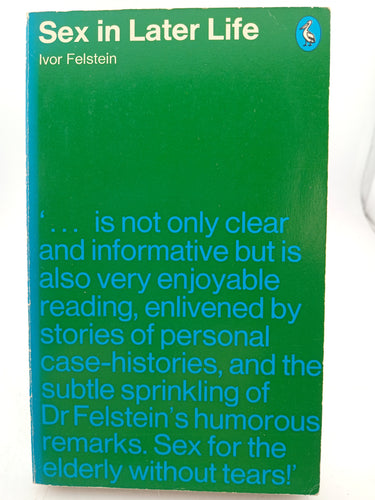 Sex in Later Life
Ivor Felstein
‘... is not only clear
and informative but is
also very enjoyable
reading, enlivened by
stories of personal
case-histories, and the
subtle sprinkling of
Dr Felstein’s humorous
remarks. Sex for the
elderly without tears!’